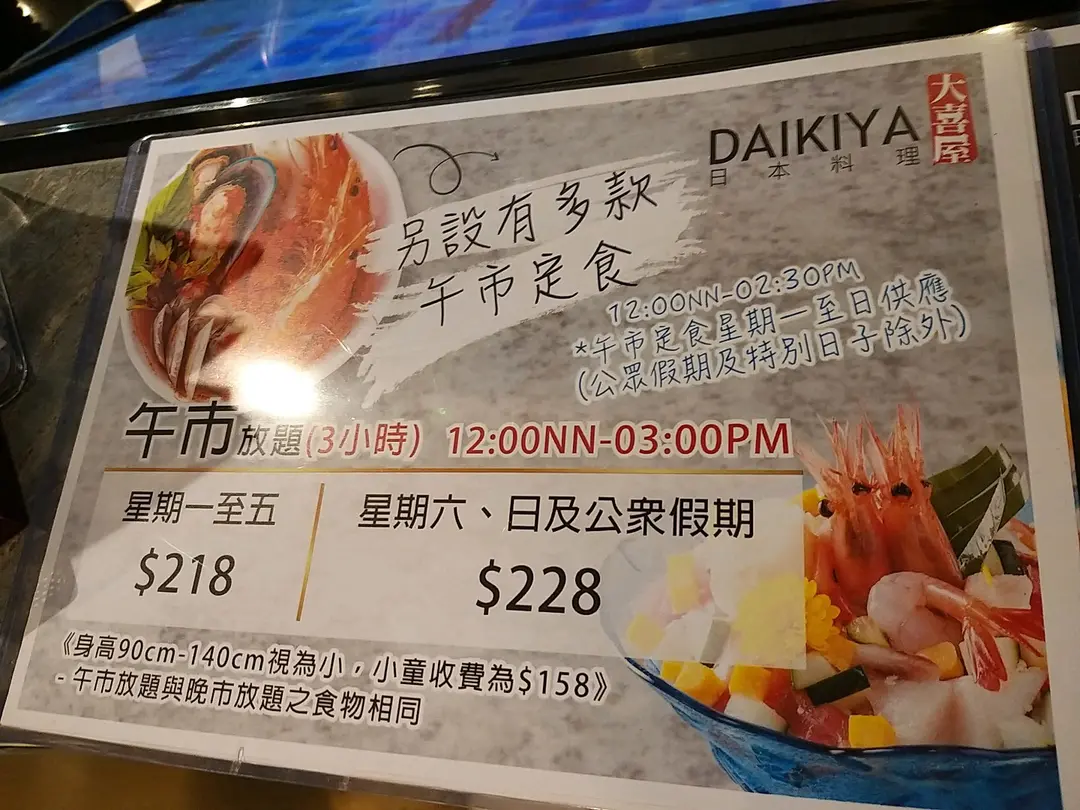 DAIKIYA
日本料理
大喜屋
另設有多款
午市定食
12:00NN-02:30PM
*午市定食星期一至日供應
(公眾假期及特別日子除外)
午市放題(3小時) 12:00NN-03:00PM
星期一至五
$218
星期六、日及公眾假期
$228
《身高90cm-140cm視為小，小童收費為$158》
- 午市放題與晚市放題之食物相同